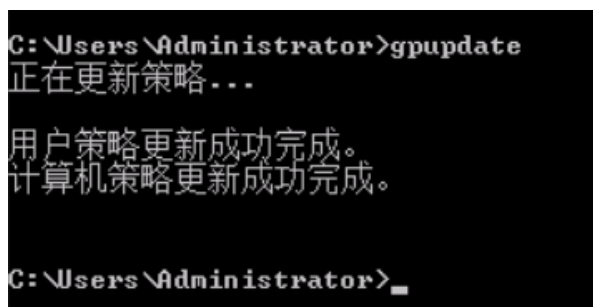 C:\Users\Administrator>gpupdate
正在更新策略...
用户策略更新成功完成。
计算机策略更新成功完成。
C:\Users\Administrator>_